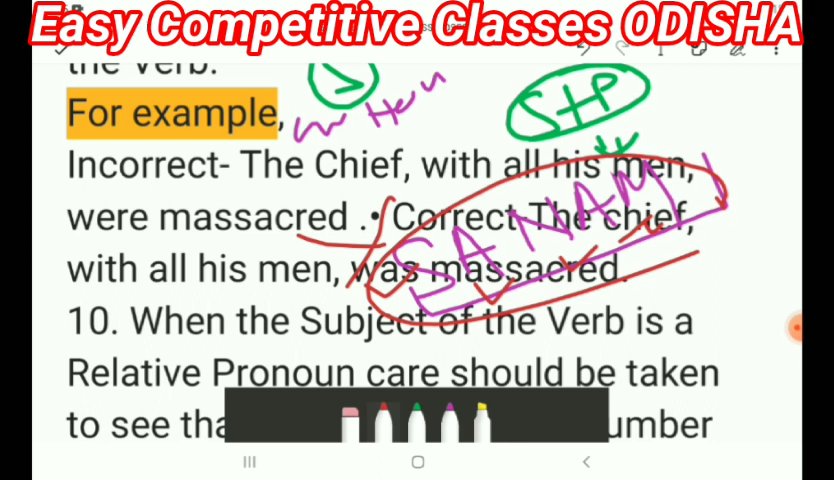 Easy Competitive Classes ODISHA
the Verb.
For example,
S+P
Incorrect- The Chief, with all his men,
were massacred .• Correct-The chief,
SANAM
with all his men, was massacred.
10. When the Subject of the Verb is a
Relative Pronoun care should be taken
to see tha umber